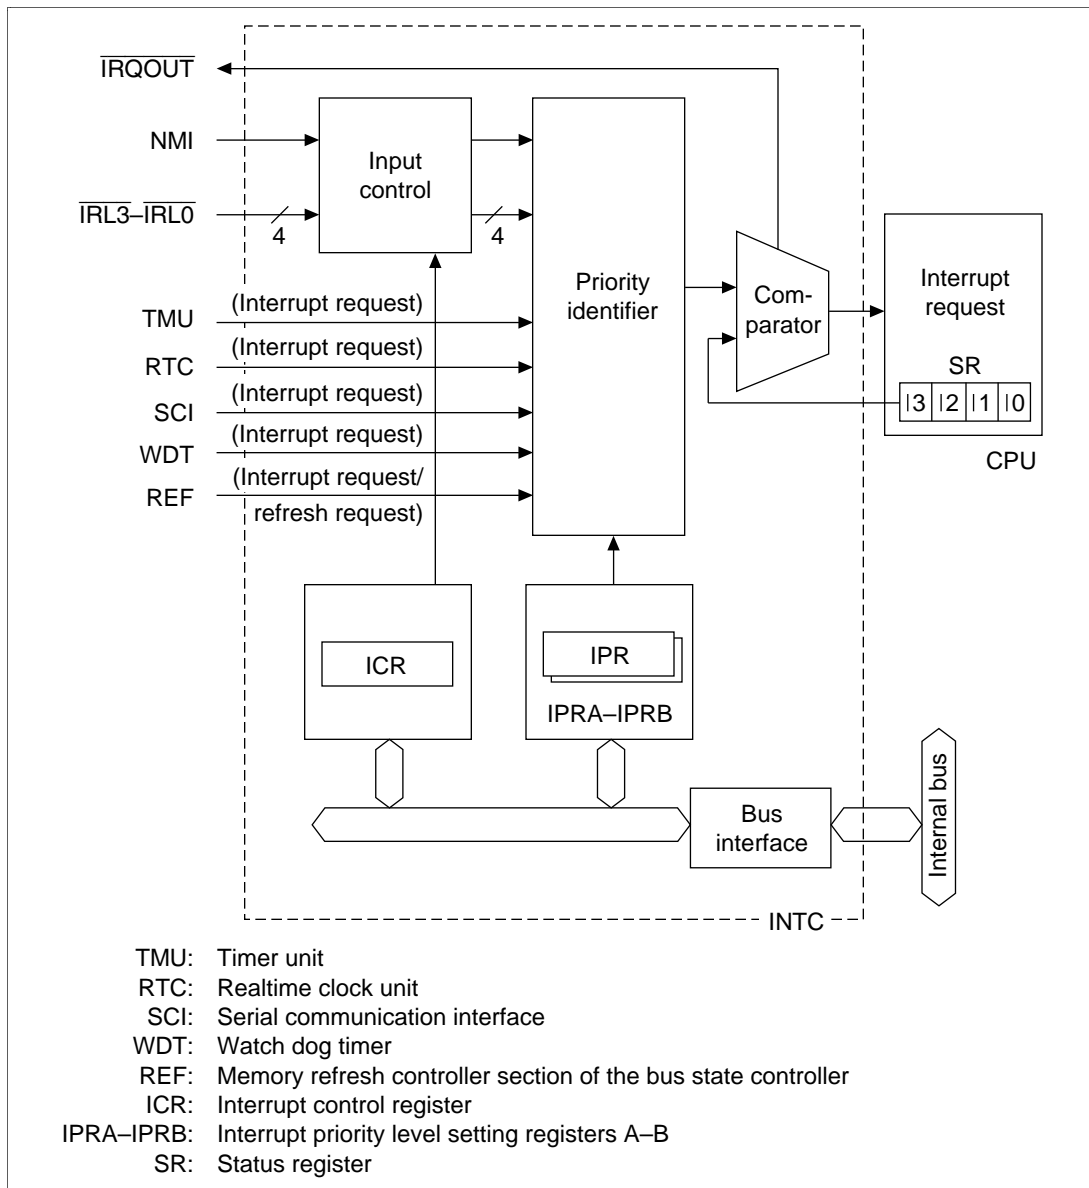 IRQOUT
NMI
IRL3–IRL0
4
4
Input
control
Priority
identifier
Com-
parator
Interrupt
request
SR
I3 I2 I1 I0
CPU
TMU (Interrupt request)
RTC (Interrupt request)
SCI (Interrupt request)
WDT (Interrupt request)
REF (Interrupt request/
refresh request)
ICR
IPR
IPRA–IPRB
Bus
interface
Internal bus
INTC
TMU: Timer unit
RTC: Realtime clock unit
SCI: Serial communication interface
WDT: Watch dog timer
REF: Memory refresh controller section of the bus state controller
ICR: Interrupt control register
IPRA–IPRB: Interrupt priority level setting registers A–B
SR: Status register